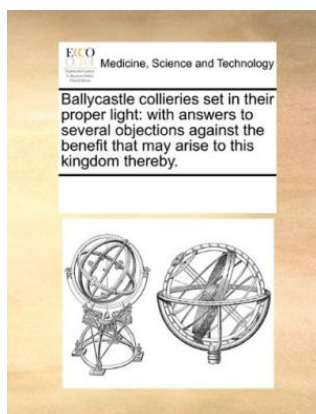 ECCO
Medicine, Science and Technology
Ballycastle collieries set in their
proper light: with answers to
several objections against the
benefit that may arise to this
kingdom thereby.